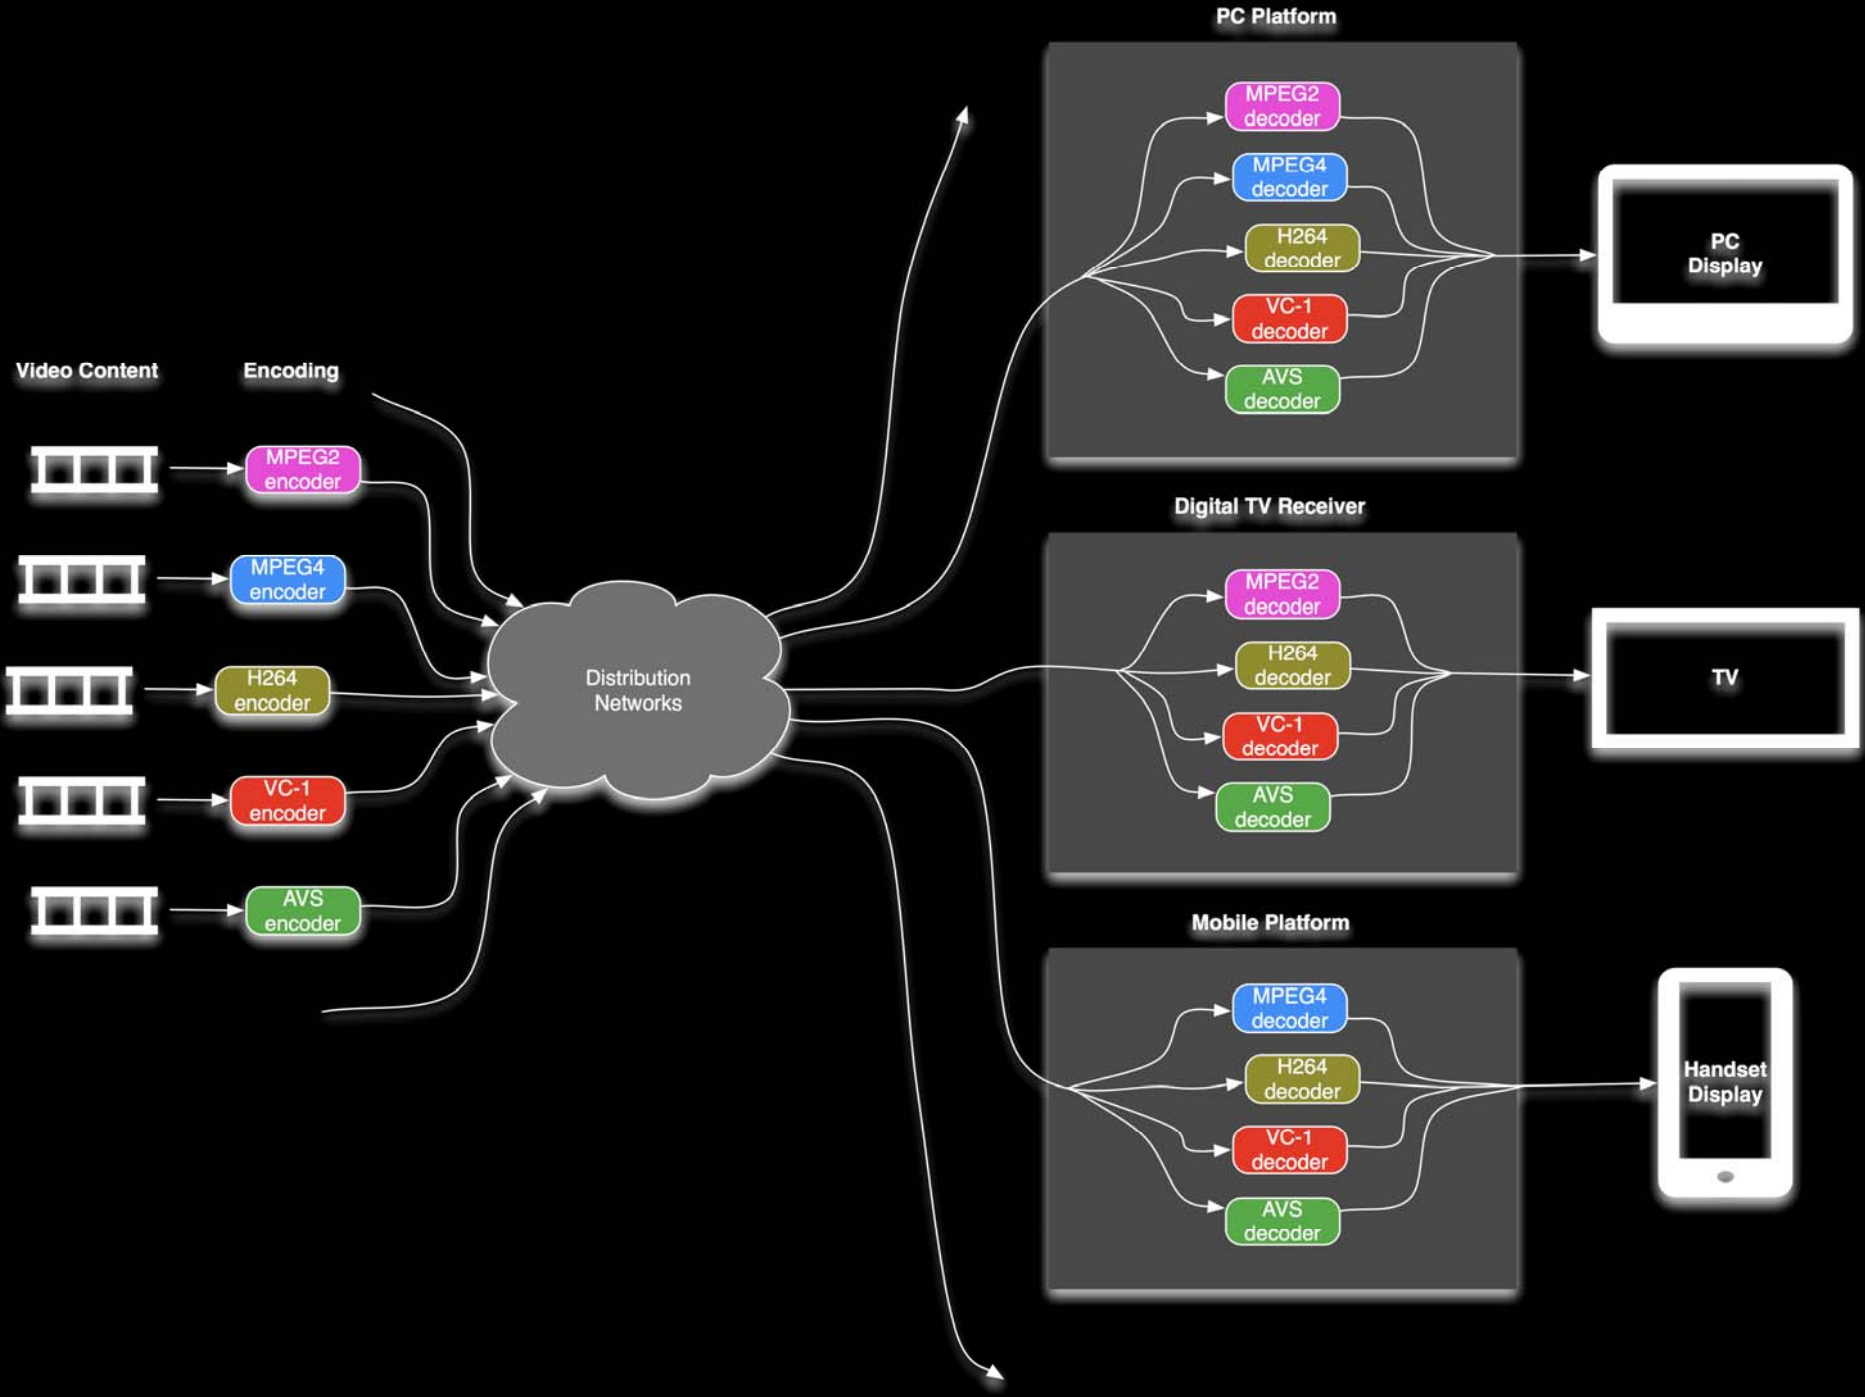 Video Content
Encoding
MPEG2
encoder
MPEG4
encoder
H264
encoder
VC-1
encoder
AVS
encoder
Distribution
Networks
PC Platform
MPEG2
decoder
MPEG4
decoder
H264
decoder
VC-1
decoder
AVS
decoder
PC
Display
Digital TV Receiver
MPEG2
decoder
H264
decoder
VC-1
decoder
AVS
decoder
TV
Mobile Platform
MPEG4
decoder
H264
decoder
VC-1
decoder
AVS
decoder
Handset
Display